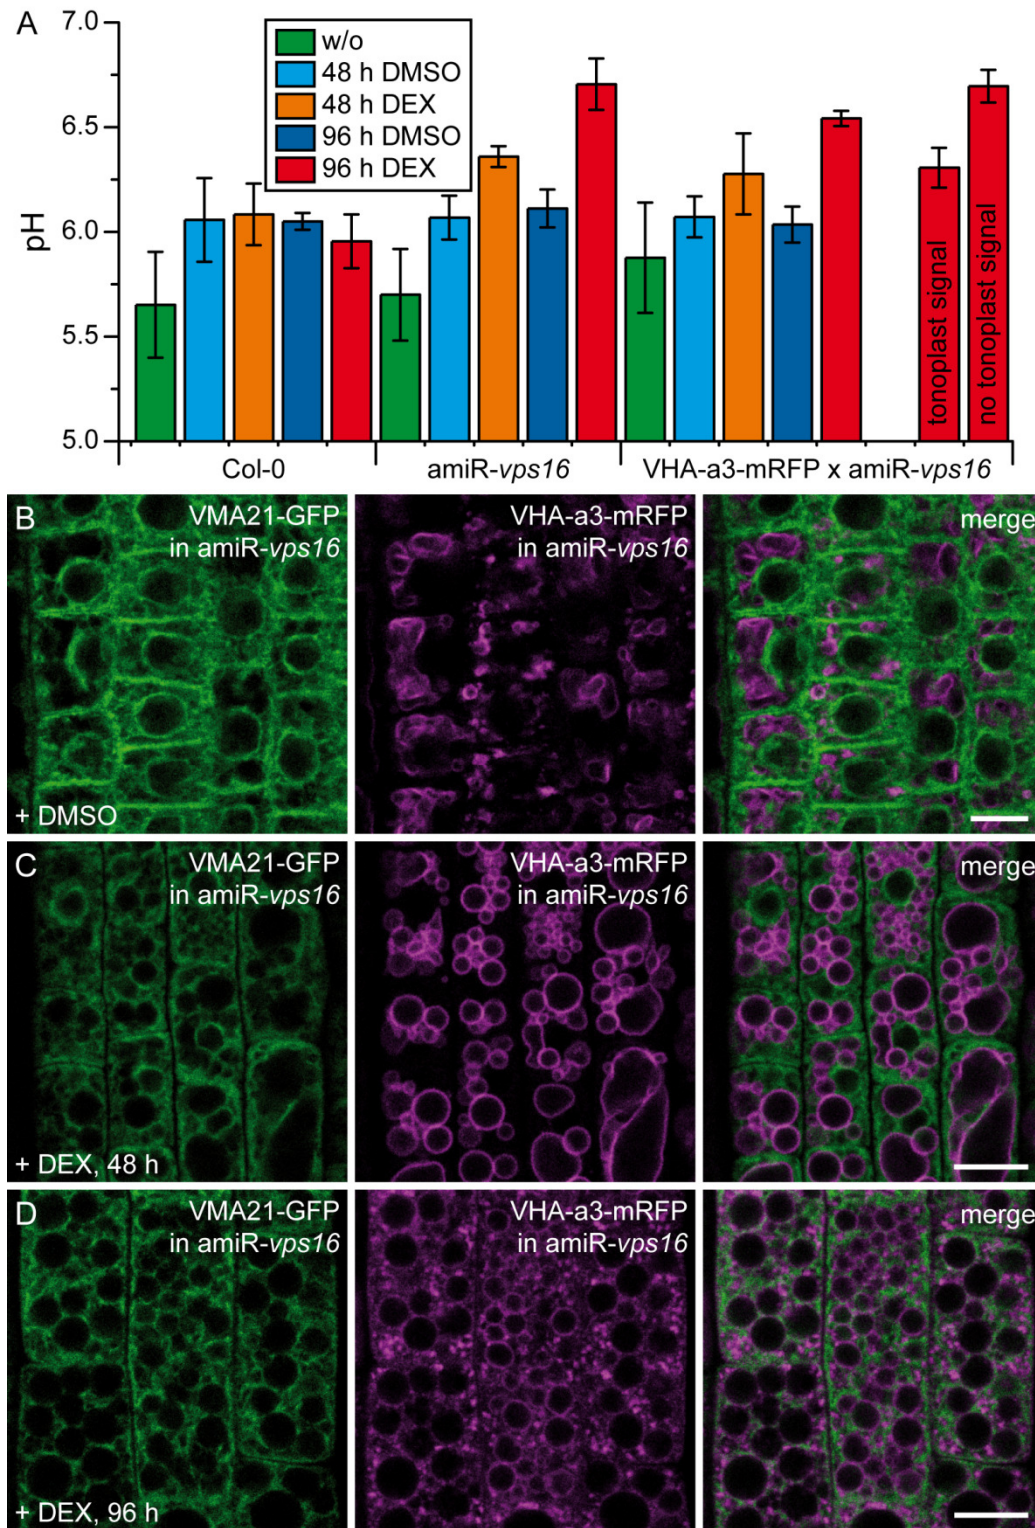 A
7.0
6.5
6.0
5.5
5.0
pH
w/o
48 h DMSO
48 h DEX
96 h DMSO
96 h DEX
tonoplast signal
no tonoplast signal
Col-0
amiR-vps16
VHA-a3-mRFP x amiR-vps16
B
VMA21-GFP
in amiR-vps16
+ DMSO
VHA-a3-mRFP
in amiR-vps16
merge
C
VMA21-GFP
in amiR-vps16
+ DEX, 48 h
VHA-a3-mRFP
in amiR-vps16
merge
D
VMA21-GFP
in amiR-vps16
+ DEX, 96 h
VHA-a3-mRFP
in amiR-vps16
merge